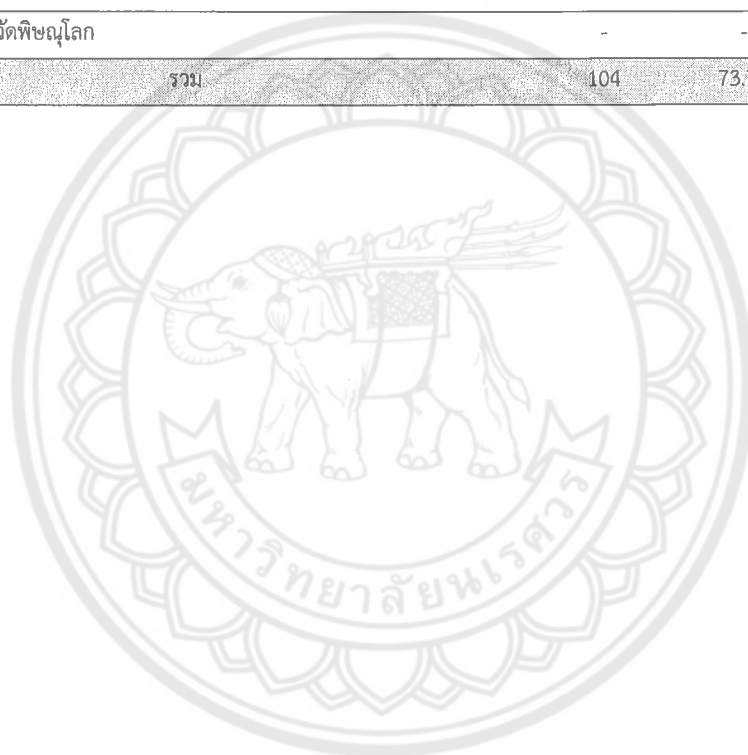 วัดพิษณุโลก - -
รวม 104 73.
มหาวิทยาลัยนเรศวร